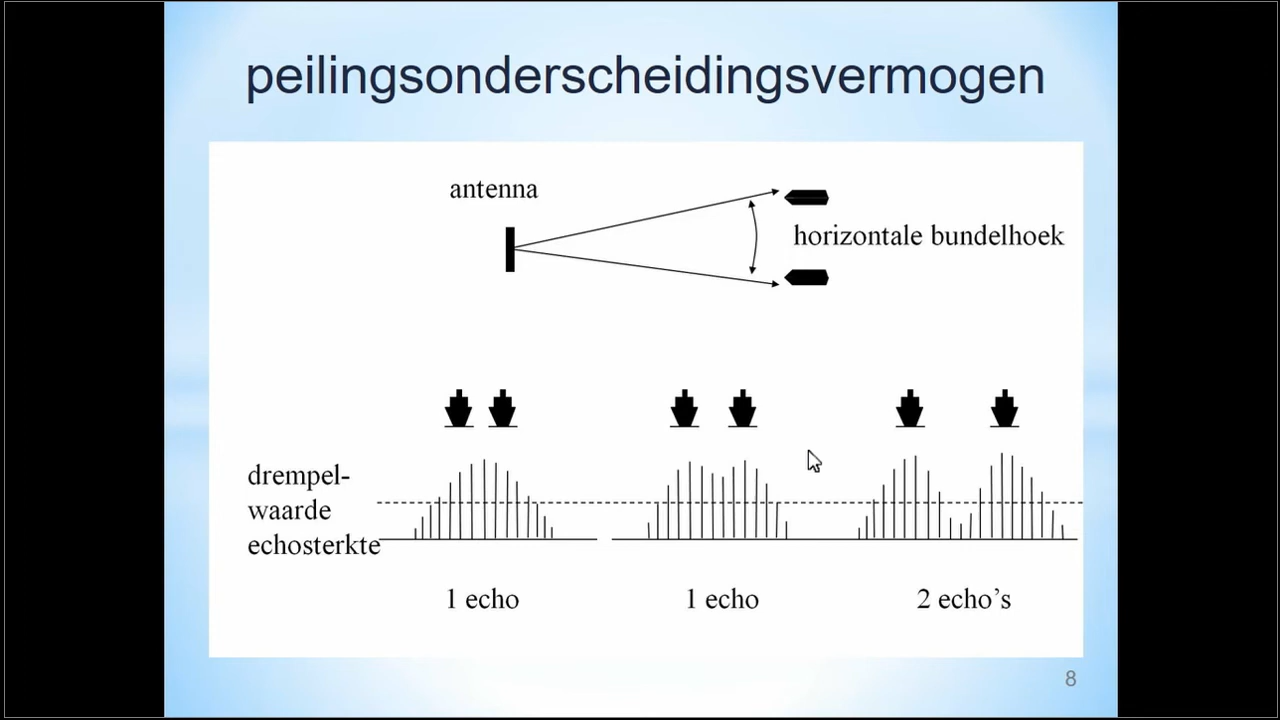 peilingsonderscheidingsvermogen
antenna
horizontale bundelhoek
drempel-
waarde
echosterkte
1 echo
1 echo
2 echo’s
8